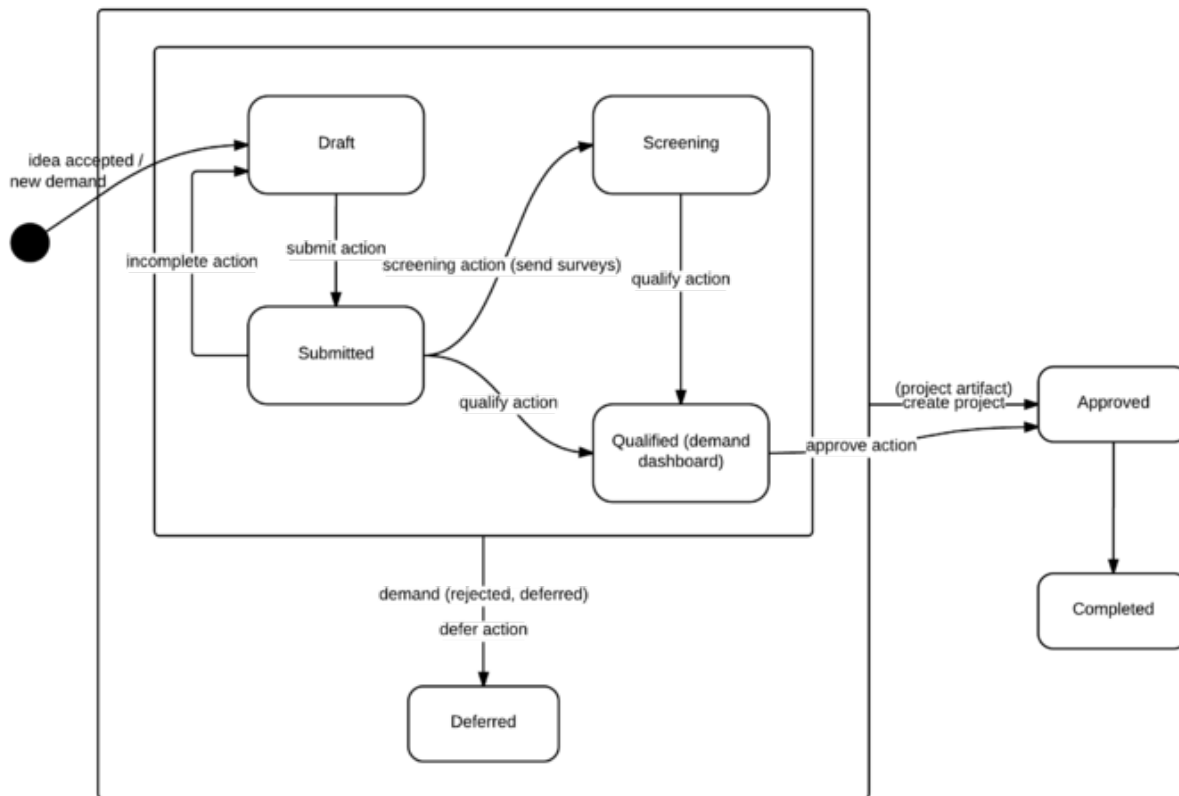 Draft
Screening
idea accepted /
new demand
submit action
incomplete action
screening action (send surveys)
qualify action
Submitted
qualify action
(project artifact)
create project
Approved
Qualified (demand
dashboard)
approve action
demand (rejected, deferred)
defer action
Completed
Deferred